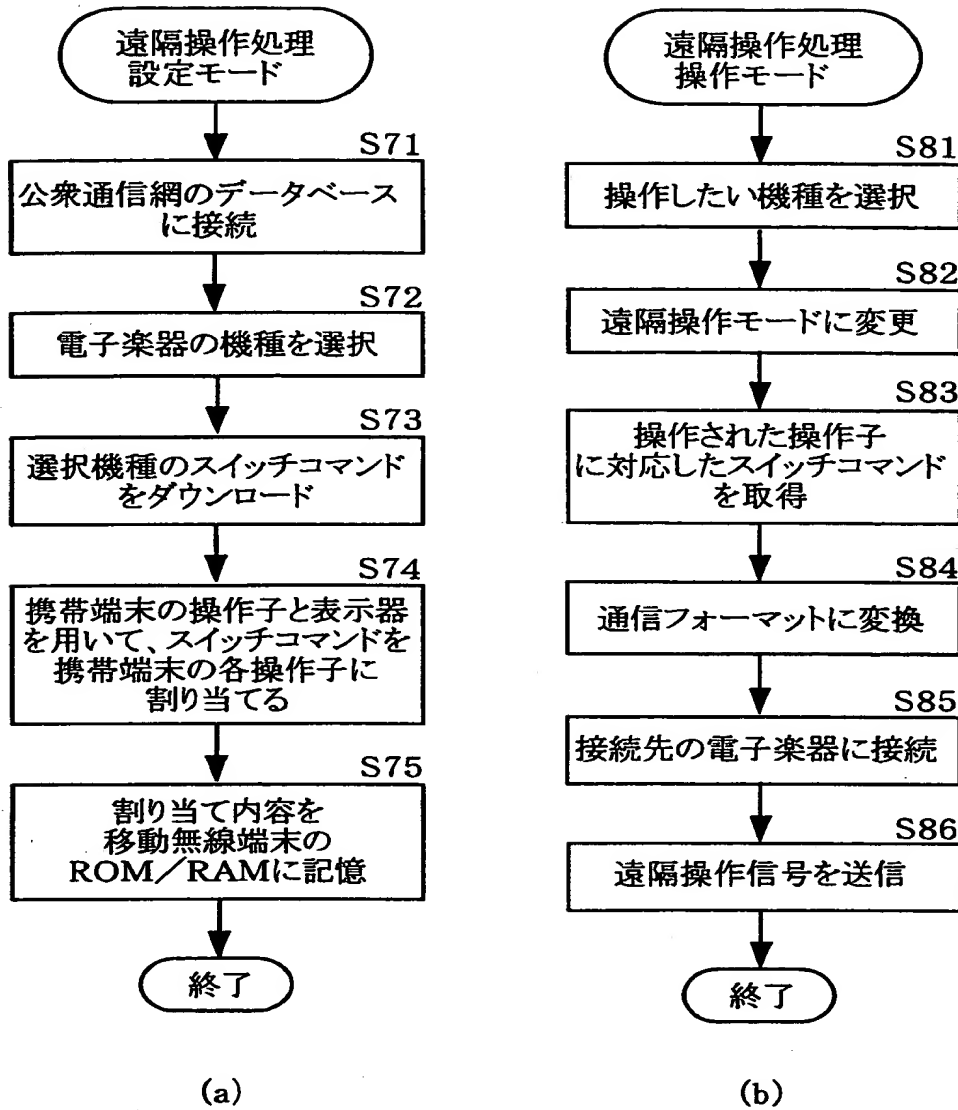 遠隔操作処理
設定モード
S71
公衆通信網のデータベース
に接続
S72
電子楽器の機種を選択
S73
選択機種のスイッチコマンド
をダウンロード
S74
携帯端末の操作子と表示器
を用いて、スイッチコマンドを
携帯端末の各操作子に
割り当てる
S75
割り当て内容を
移動無線端末の
ROM／RAMに記憶
終了
(a)
遠隔操作処理
操作モード
S81
操作したい機種を選択
S82
遠隔操作モードに変更
S83
操作された操作子
に対応したスイッチコマンド
を取得
S84
通信フォーマットに変換
S85
接続先の電子楽器に接続
S86
遠隔操作信号を送信
終了
(b)